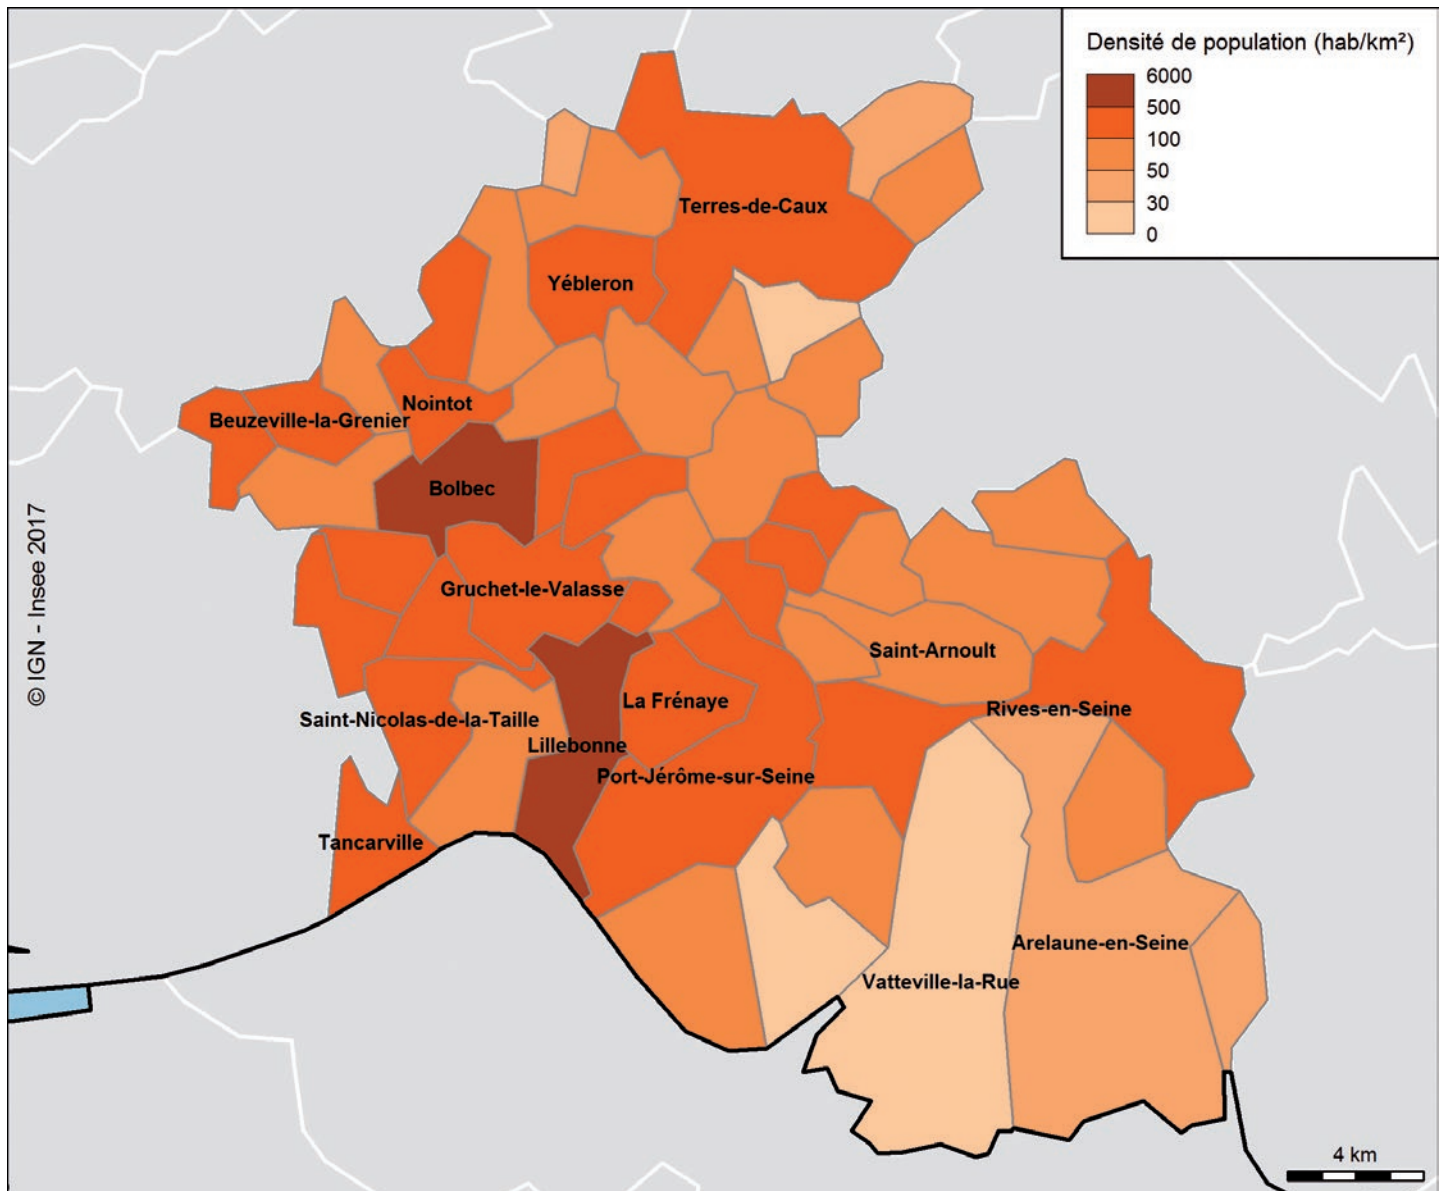 Densité de population (hab/km²)
6000
500
100
50
30
0
Terres-de-Caux
Yébleron
Nointot
Beuzeville-la-Grenier
Bolbec
© IGN - Insee 2017
Gruchet-le-Valasse
Saint-Arnoult
La Frénaye
Rives-en-Seine
Saint-Nicolas-de-la-Taille
Lillebonne
Port-Jérôme-sur-Seine
Tancarville
Arelaune-en-Seine
Vatteville-la-Rue
4 km